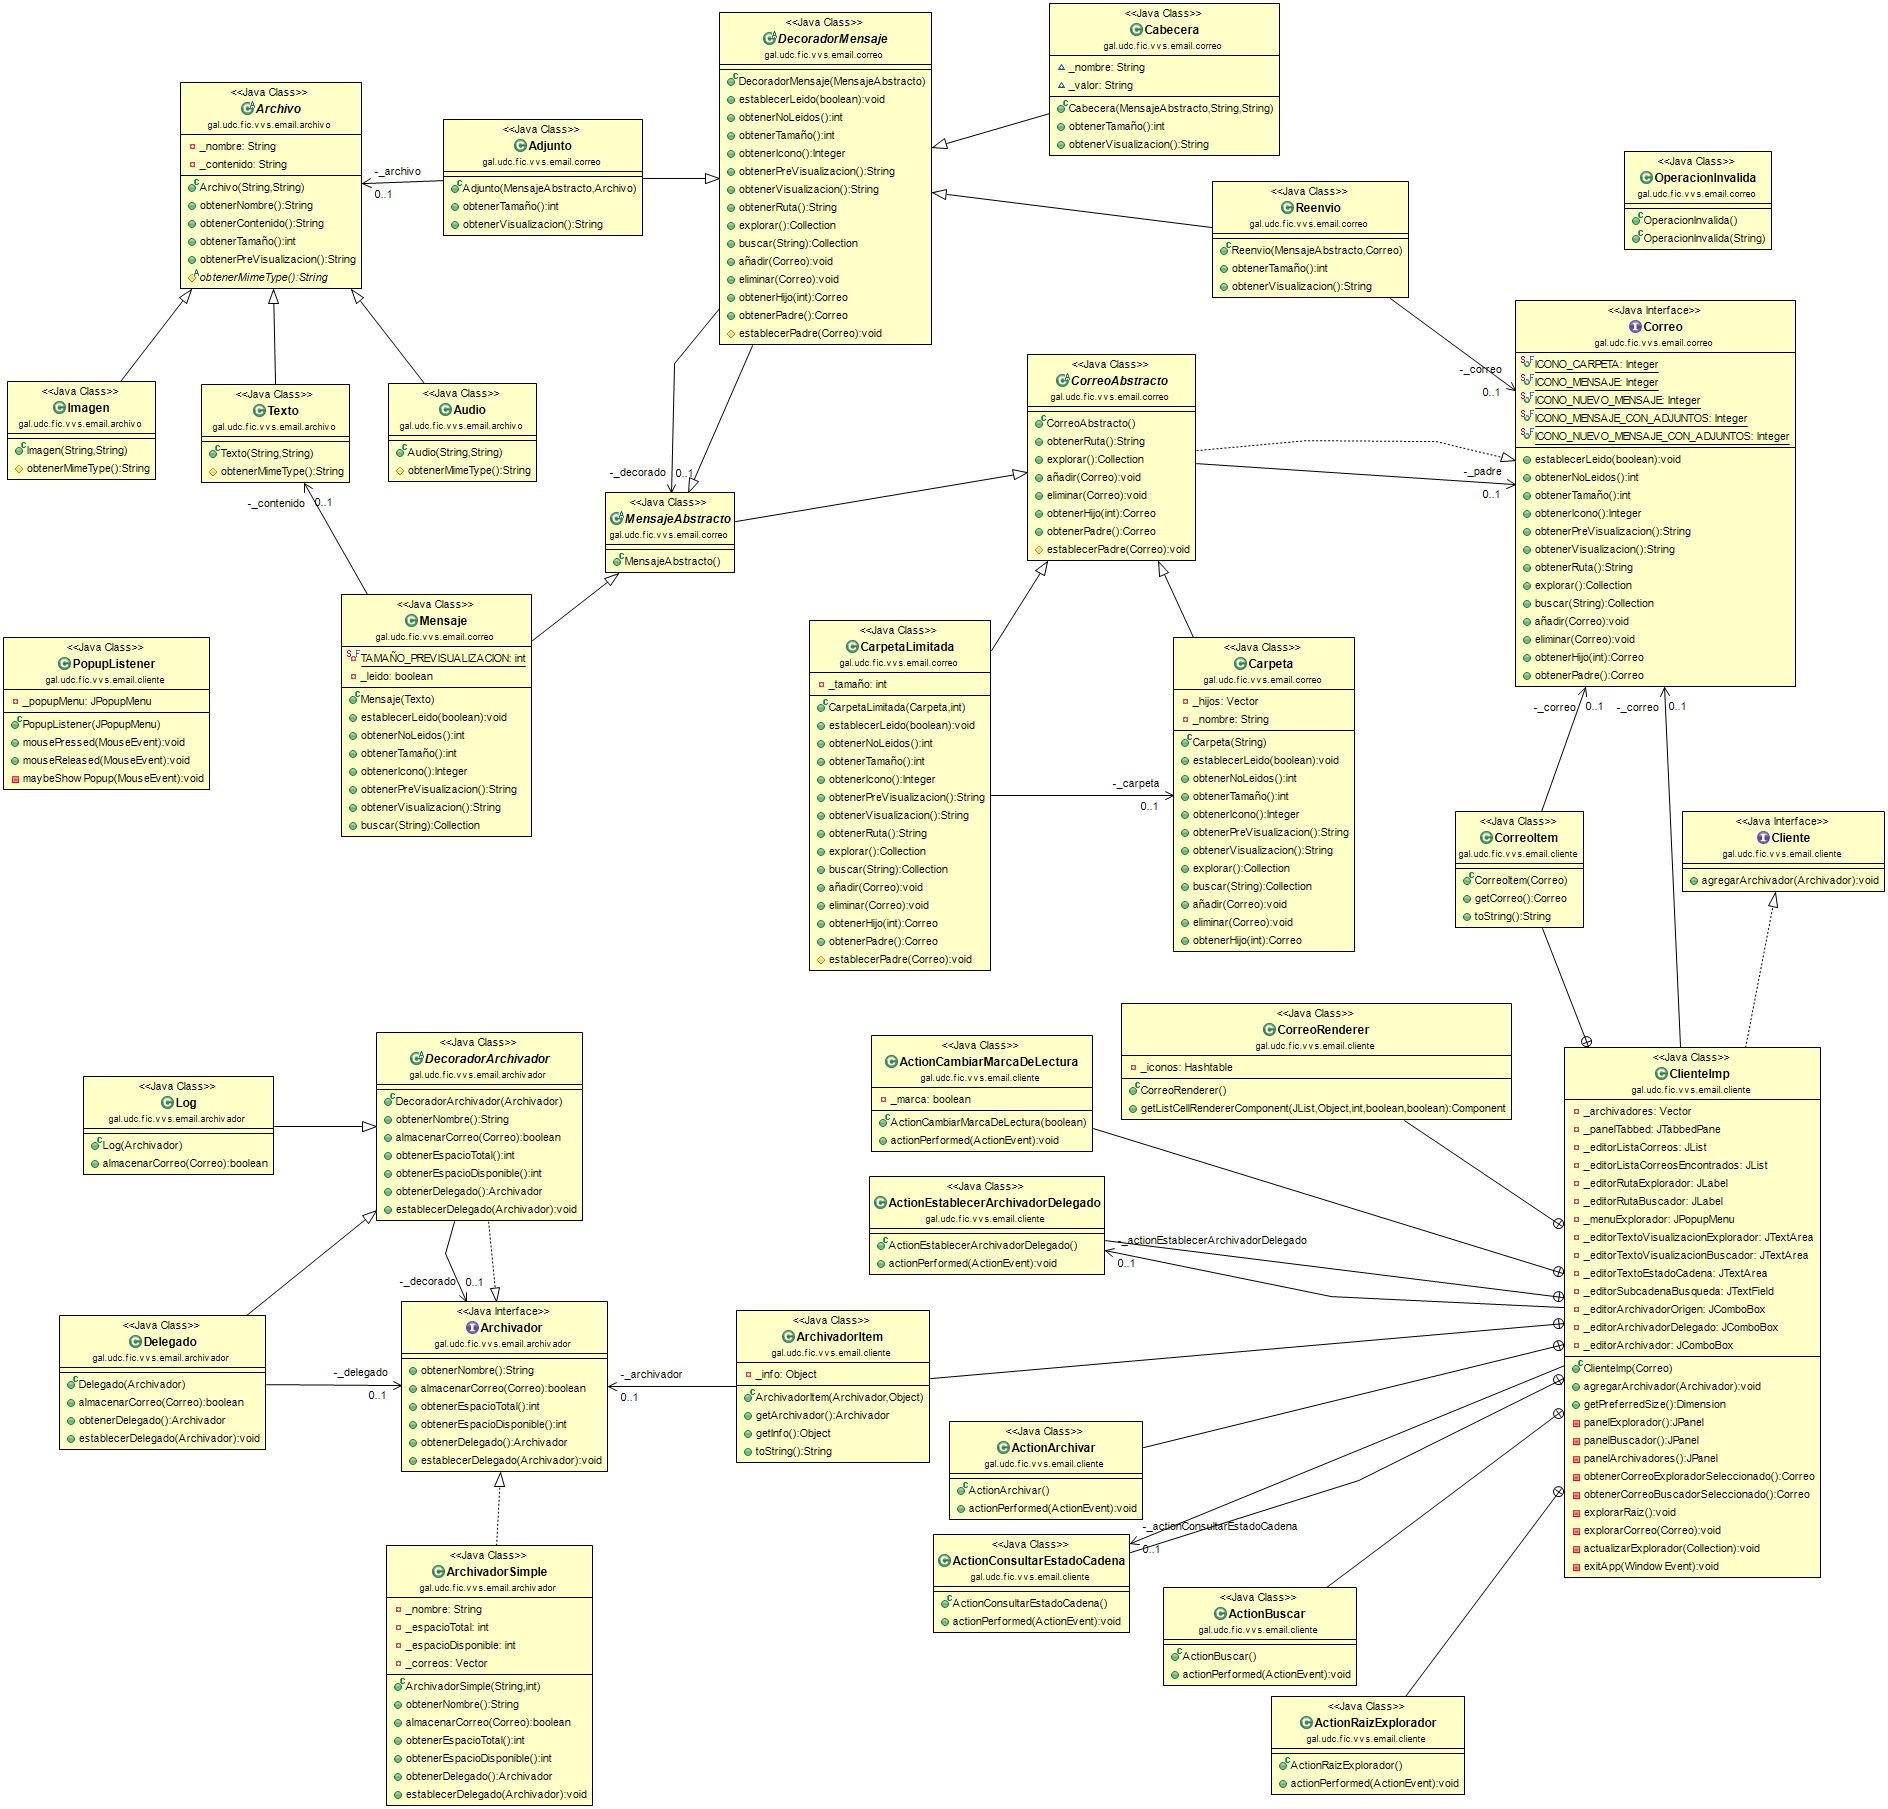 <<Java Class>>
DecoradorMensaje
gal.udc.fic.vvs.email.correo
DecoradorMensaje(MensajeAbstracto)
establecerLeido(boolean):void
obtenerNoLeidos():int
obtenerTamaño():int
obtenerIcono():Integer
obtenerPreVisualizacion():String
obtenerVisualizacion():String
obtenerRuta():String
explorar():Collection
buscar(String):Collection
añadir(Correo):void
eliminar(Correo):void
obtenerHijo(int):Correo
obtenerPadre():Correo
establecerPadre(Correo):void
<<Java Class>>
Cabecera
gal.udc.fic.vvs.email.correo
_nombre: String
_valor: String
Cabecera(MensajeAbstracto,String,String)
obtenerTamaño():int
obtenerVisualizacion():String
<<Java Class>>
Archivo
gal.udc.fic.vvs.email.archivo
_nombre: String
_contenido: String
Archivo(String,String)
obtenerNombre():String
obtenerContenido():String
obtenerTamaño():int
obtenerPreVisualizacion():String
obtenerMimeType():String
<<Java Class>>
Adjunto
gal.udc.fic.vvs.email.correo
Adjunto(MensajeAbstracto,Archivo)
obtenerTamaño():int
obtenerVisualizacion():String
-_archivo
0..1
<<Java Class>>
OperacionInvalida
gal.udc.fic.vvs.email.correo
OperacionInvalida()
OperacionInvalida(String)
<<Java Class>>
Reenvio
gal.udc.fic.vvs.email.correo
Reenvio(MensajeAbstracto,Correo)
obtenerTamaño():int
obtenerVisualizacion():String
-_correo
0..1
<<Java Interface>>
Correo
gal.udc.fic.vvs.email.correo
ICONO_CARPETA: Integer
ICONO_MENSAJE: Integer
ICONO_NUEVO_MENSAJE: Integer
ICONO_MENSAJE_CON_ADJUNTOS: Integer
ICONO_NUEVO_MENSAJE_CON_ADJUNTOS: Integer
establecerLeido(boolean):void
obtenerNoLeidos():int
obtenerTamaño():int
obtenerIcono():Integer
obtenerPreVisualizacion():String
obtenerVisualizacion():String
obtenerRuta():String
explorar():Collection
buscar(String):Collection
añadir(Correo):void
eliminar(Correo):void
obtenerHijo(int):Correo
obtenerPadre():Correo
<<Java Class>>
CorreoAbstracto
gal.udc.fic.vvs.email.correo
CorreoAbstracto()
obtenerRuta():String
explorar():Collection
añadir(Correo):void
eliminar(Correo):void
obtenerHijo(int):Correo
obtenerPadre():Correo
establecerPadre(Correo):void
-_padre
0..1
<<Java Class>>
Imagen
gal.udc.fic.vvs.email.archivo
Imagen(String,String)
obtenerMimeType():String
<<Java Class>>
Texto
gal.udc.fic.vvs.email.archivo
Texto(String,String)
obtenerMimeType():String
<<Java Class>>
Audio
gal.udc.fic.vvs.email.archivo
Audio(String,String)
obtenerMimeType():String
-_contenido
0..1
-_decorado
0..1
<<Java Class>>
MensajeAbstracto
gal.udc.fic.vvs.email.correo
MensajeAbstracto()
<<Java Class>>
Mensaje
gal.udc.fic.vvs.email.correo
TAMAÑO_PREVISUALIZACION: int
_leido: boolean
Mensaje(Texto)
establecerLeido(boolean):void
obtenerNoLeidos():int
obtenerTamaño():int
obtenerIcono():Integer
obtenerPreVisualizacion():String
obtenerVisualizacion():String
buscar(String):Collection
<<Java Class>>
PopupListener
gal.udc.fic.vvs.email.cliente
_popupMenu: JPopupMenu
PopupListener(JPopupMenu)
mousePressed(MouseEvent):void
mouseReleased(MouseEvent):void
maybeShowPopup(MouseEvent):void
<<Java Class>>
CarpetaLimitada
gal.udc.fic.vvs.email.correo
_tamaño: int
CarpetaLimitada(Carpeta,int)
establecerLeido(boolean):void
obtenerNoLeidos():int
obtenerTamaño():int
obtenerIcono():Integer
obtenerPreVisualizacion():String
obtenerVisualizacion():String
obtenerRuta():String
explorar():Collection
buscar(String):Collection
añadir(Correo):void
eliminar(Correo):void
obtenerHijo(int):Correo
obtenerPadre():Correo
establecerPadre(Correo):void
-_carpeta
0..1
<<Java Class>>
Carpeta
gal.udc.fic.vvs.email.correo
_hijos: Vector
_nombre: String
Carpeta(String)
establecerLeido(boolean):void
obtenerNoLeidos():int
obtenerTamaño():int
obtenerIcono():Integer
obtenerPreVisualizacion():String
obtenerVisualizacion():String
explorar():Collection
buscar(String):Collection
añadir(Correo):void
eliminar(Correo):void
obtenerHijo(int):Correo
-_correo
0..1
-_correo
0..1
<<Java Class>>
CorreoItem
gal.udc.fic.vvs.email.cliente
CorreoItem(Correo)
getCorreo():Correo
toString():String
<<Java Interface>>
Cliente
gal.udc.fic.vvs.email.cliente
agregarArchivador(Archivador):void
<<Java Class>>
DecoradorArchivador
gal.udc.fic.vvs.email.archivador
DecoradorArchivador(Archivador)
obtenerNombre():String
almacenarCorreo(Correo):boolean
obtenerEspacioTotal():int
obtenerEspacioDisponible():int
obtenerDelegado():Archivador
establecerDelegado(Archivador):void
<<Java Class>>
Log
gal.udc.fic.vvs.email.archivador
Log(Archivador)
almacenarCorreo(Correo):boolean
<<Java Class>>
ActionCambiarMarcaDeLectura
gal.udc.fic.vvs.email.cliente
_marca: boolean
ActionCambiarMarcaDeLectura(boolean)
actionPerformed(ActionEvent):void
<<Java Class>>
CorreoRenderer
gal.udc.fic.vvs.email.cliente
_iconos: Hashtable
CorreoRenderer()
getListCellRendererComponent(JList,Object,int,boolean,boolean):Component
<<Java Class>>
ClienteImp
gal.udc.fic.vvs.email.cliente
_archivadores: Vector
_panelTabbed: JTabbedPane
_editorListaCorreos: JList
_editorListaCorreosEncontrados: JList
_editorRutaExplorador: JLabel
_editorRutaBuscador: JLabel
_menuExplorador: JPopupMenu
_editorTextoVisualizacionExplorador: JTextArea
_editorTextoVisualizacionBuscador: JTextArea
_editorTextoEstadoCadena: JTextArea
_editorSubcadenaBusqueda: JTextField
_editorArchivadorOrigen: JComboBox
_editorArchivadorDelegado: JComboBox
_editorArchivador: JComboBox
ClienteImp(Correo)
agregarArchivador(Archivador):void
getPreferredSize():Dimension
panelExplorador():JPanel
panelBuscador():JPanel
panelArchivadores():JPanel
obtenerCorreoExploradorSeleccionado():Correo
obtenerCorreoBuscadorSeleccionado():Correo
explorarRaiz():void
explorarCorreo(Correo):void
actualizarExplorador(Collection):void
exitApp(WindowEvent):void
<<Java Class>>
ActionEstablecerArchivadorDelegado
gal.udc.fic.vvs.email.cliente
ActionEstablecerArchivadorDelegado()
actionPerformed(ActionEvent):void
-_actionEstablecerArchivadorDelegado
0..1
-_decorado
0..1
<<Java Class>>
Delegado
gal.udc.fic.vvs.email.archivador
Delegado(Archivador)
almacenarCorreo(Correo):boolean
obtenerDelegado():Archivador
establecerDelegado(Archivador):void
-_delegado
0..1
<<Java Interface>>
Archivador
gal.udc.fic.vvs.email.archivador
obtenerNombre():String
almacenarCorreo(Correo):boolean
obtenerEspacioTotal():int
obtenerEspacioDisponible():int
obtenerDelegado():Archivador
establecerDelegado(Archivador):void
-_archivador
0..1
<<Java Class>>
ArchivadorItem
gal.udc.fic.vvs.email.cliente
_info: Object
ArchivadorItem(Archivador,Object)
getArchivador():Archivador
getInfo():Object
toString():String
<<Java Class>>
ActionArchivar
gal.udc.fic.vvs.email.cliente
ActionArchivar()
actionPerformed(ActionEvent):void
-_actionConsultarEstadoCadena
0..1
<<Java Class>>
ActionConsultarEstadoCadena
gal.udc.fic.vvs.email.cliente
ActionConsultarEstadoCadena()
actionPerformed(ActionEvent):void
<<Java Class>>
ArchivadorSimple
gal.udc.fic.vvs.email.archivador
_nombre: String
_espacioTotal: int
_espacioDisponible: int
_correos: Vector
ArchivadorSimple(String,int)
obtenerNombre():String
almacenarCorreo(Correo):boolean
obtenerEspacioTotal():int
obtenerEspacioDisponible():int
obtenerDelegado():Archivador
establecerDelegado(Archivador):void
<<Java Class>>
ActionBuscar
gal.udc.fic.vvs.email.cliente
ActionBuscar()
actionPerformed(ActionEvent):void
<<Java Class>>
ActionRaizExplorador
gal.udc.fic.vvs.email.cliente
ActionRaizExplorador()
actionPerformed(ActionEvent):void